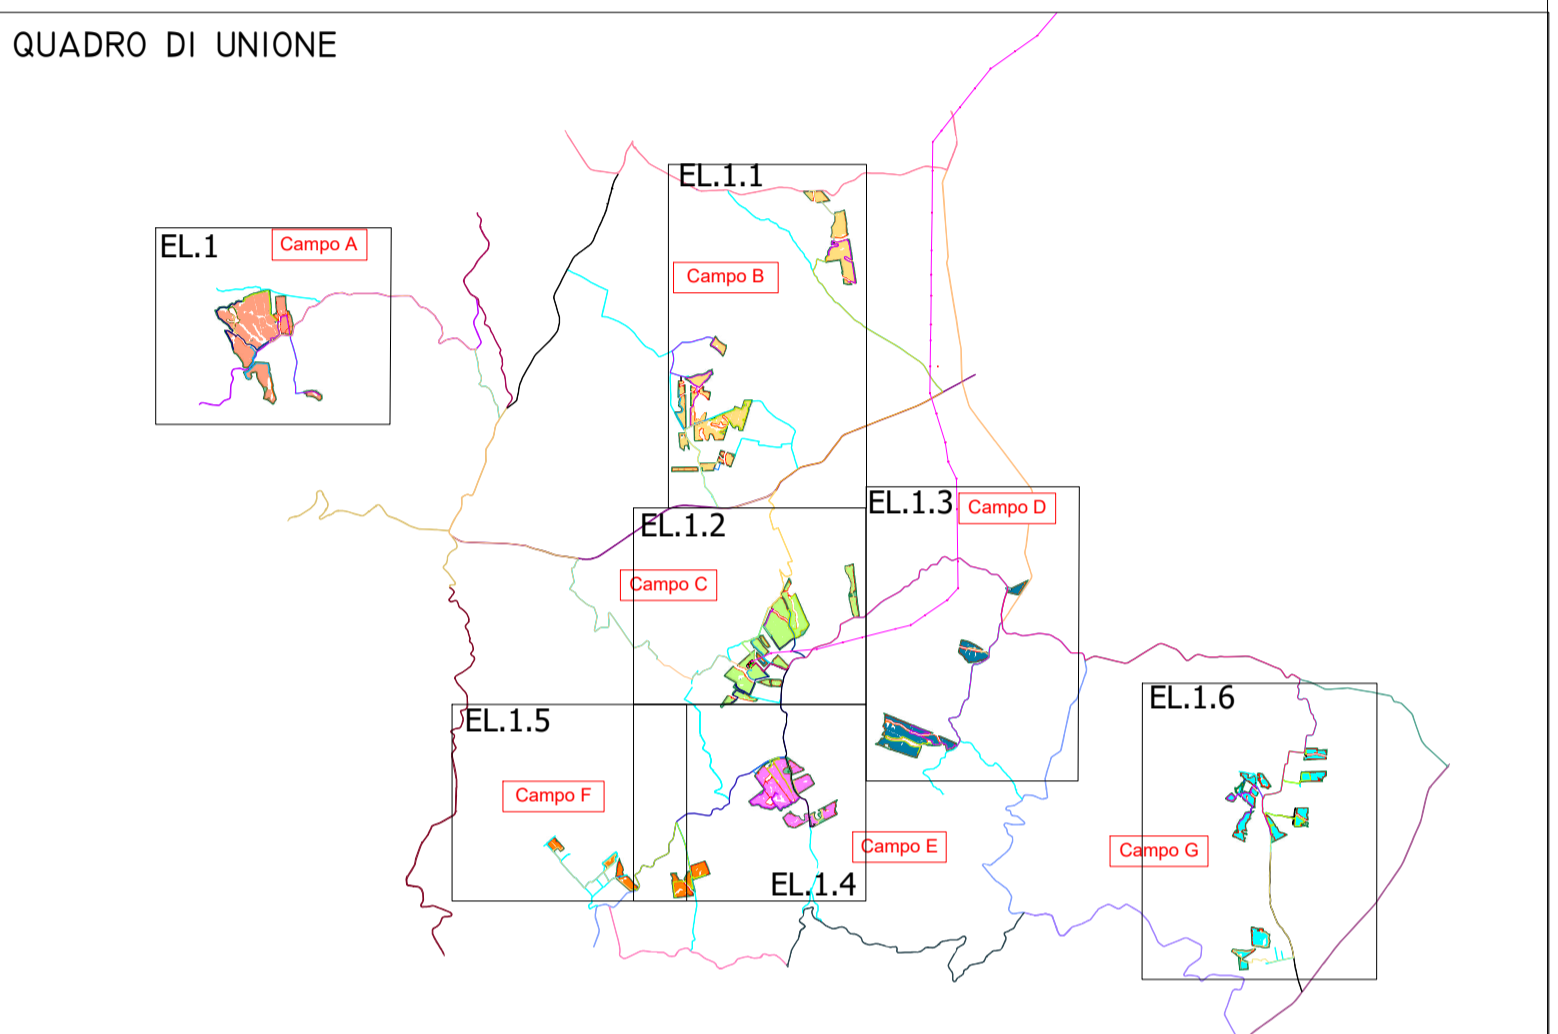 QUADRO DI UNIONE
EL.1.1
EL.1
Campo A
Campo B
EL.1.3
Campo D
EL.1.2
Campo C
EL.1.6
EL.1.5
Campo F
Campo E
Campo G
EL.1.4